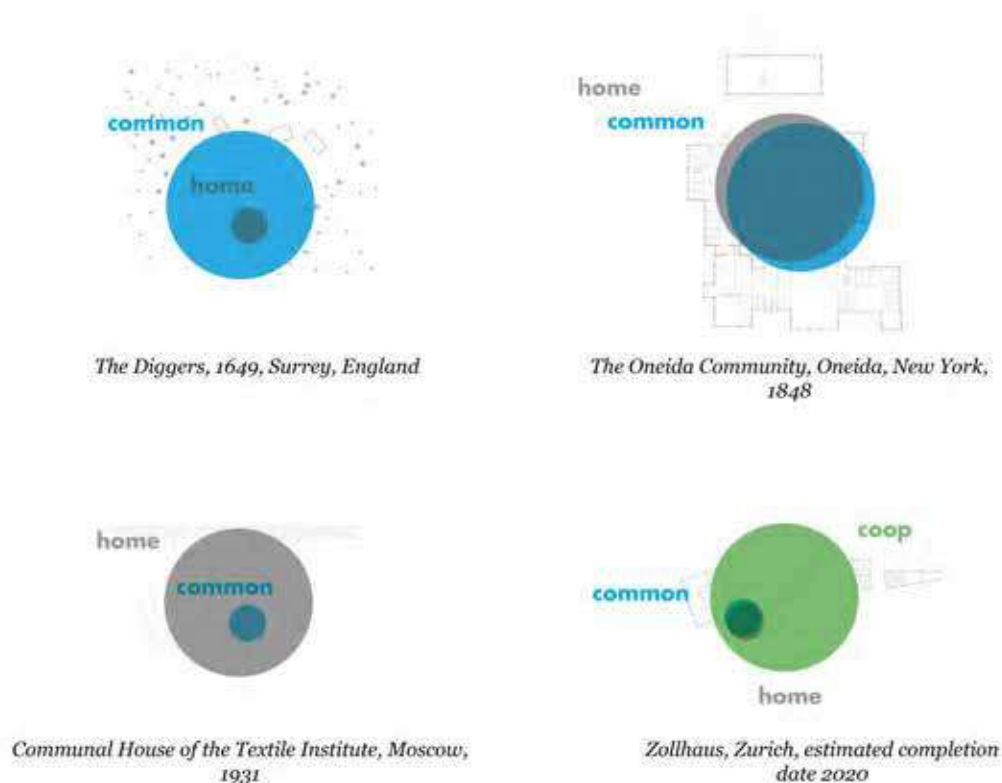 common
home
The Diggers, 1649, Surrey, England
home
common
The Oneida Community, Oneida, New York,
1848
home
common
Communal House of the Textile Institute, Moscow,
1931
coop
common
home
Zollhaus, Zurich, estimated completion
date 2020